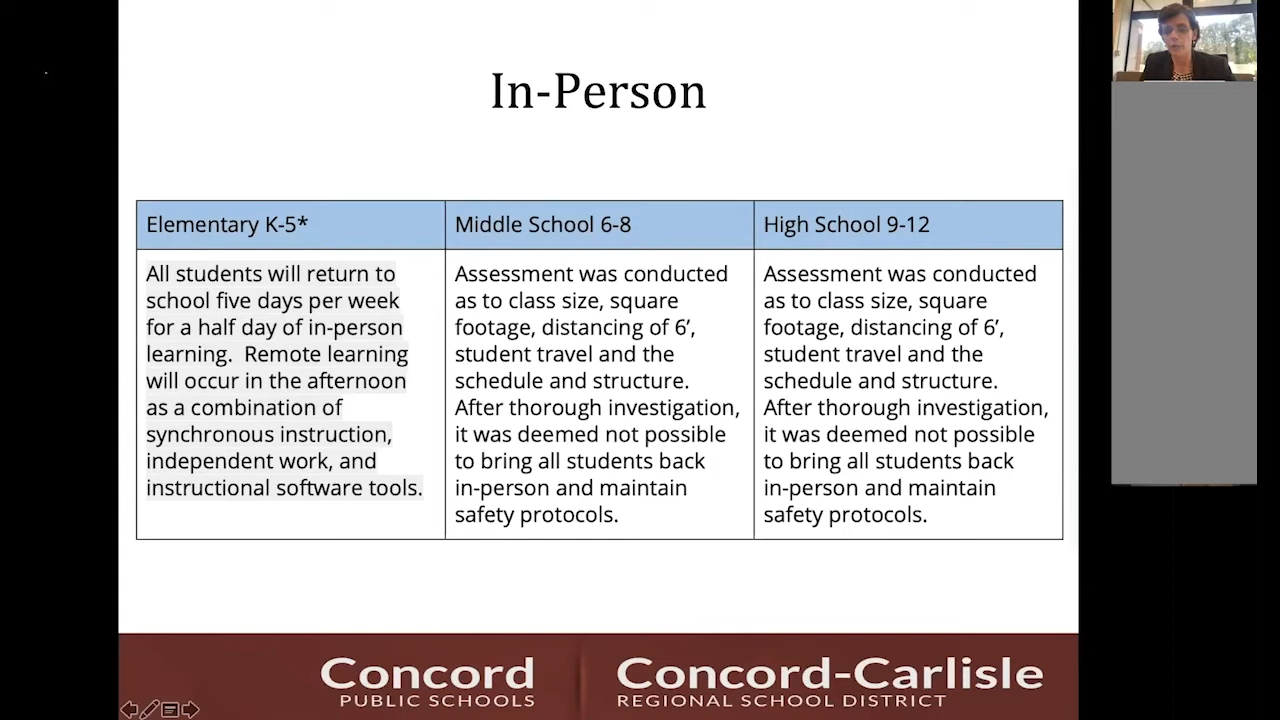 In-Person
Elementary K-5*
All students will return to
school five days per week
for a half day of in-person
learning.  Remote learning
will occur in the afternoon
as a combination of
synchronous instruction,
independent work, and
instructional software tools.
Middle School 6-8
Assessment was conducted
as to class size, square
footage, distancing of 6’,
student travel and the
schedule and structure.
After thorough investigation,
it was deemed not possible
to bring all students back
in-person and maintain
safety protocols.
High School 9-12
Assessment was conducted
as to class size, square
footage, distancing of 6’,
student travel and the
schedule and structure.
After thorough investigation,
it was deemed not possible
to bring all students back
in-person and maintain
safety protocols.
Concord
PUBLIC SCHOOLS
Concord-Carlisle
REGIONAL SCHOOL DISTRICT